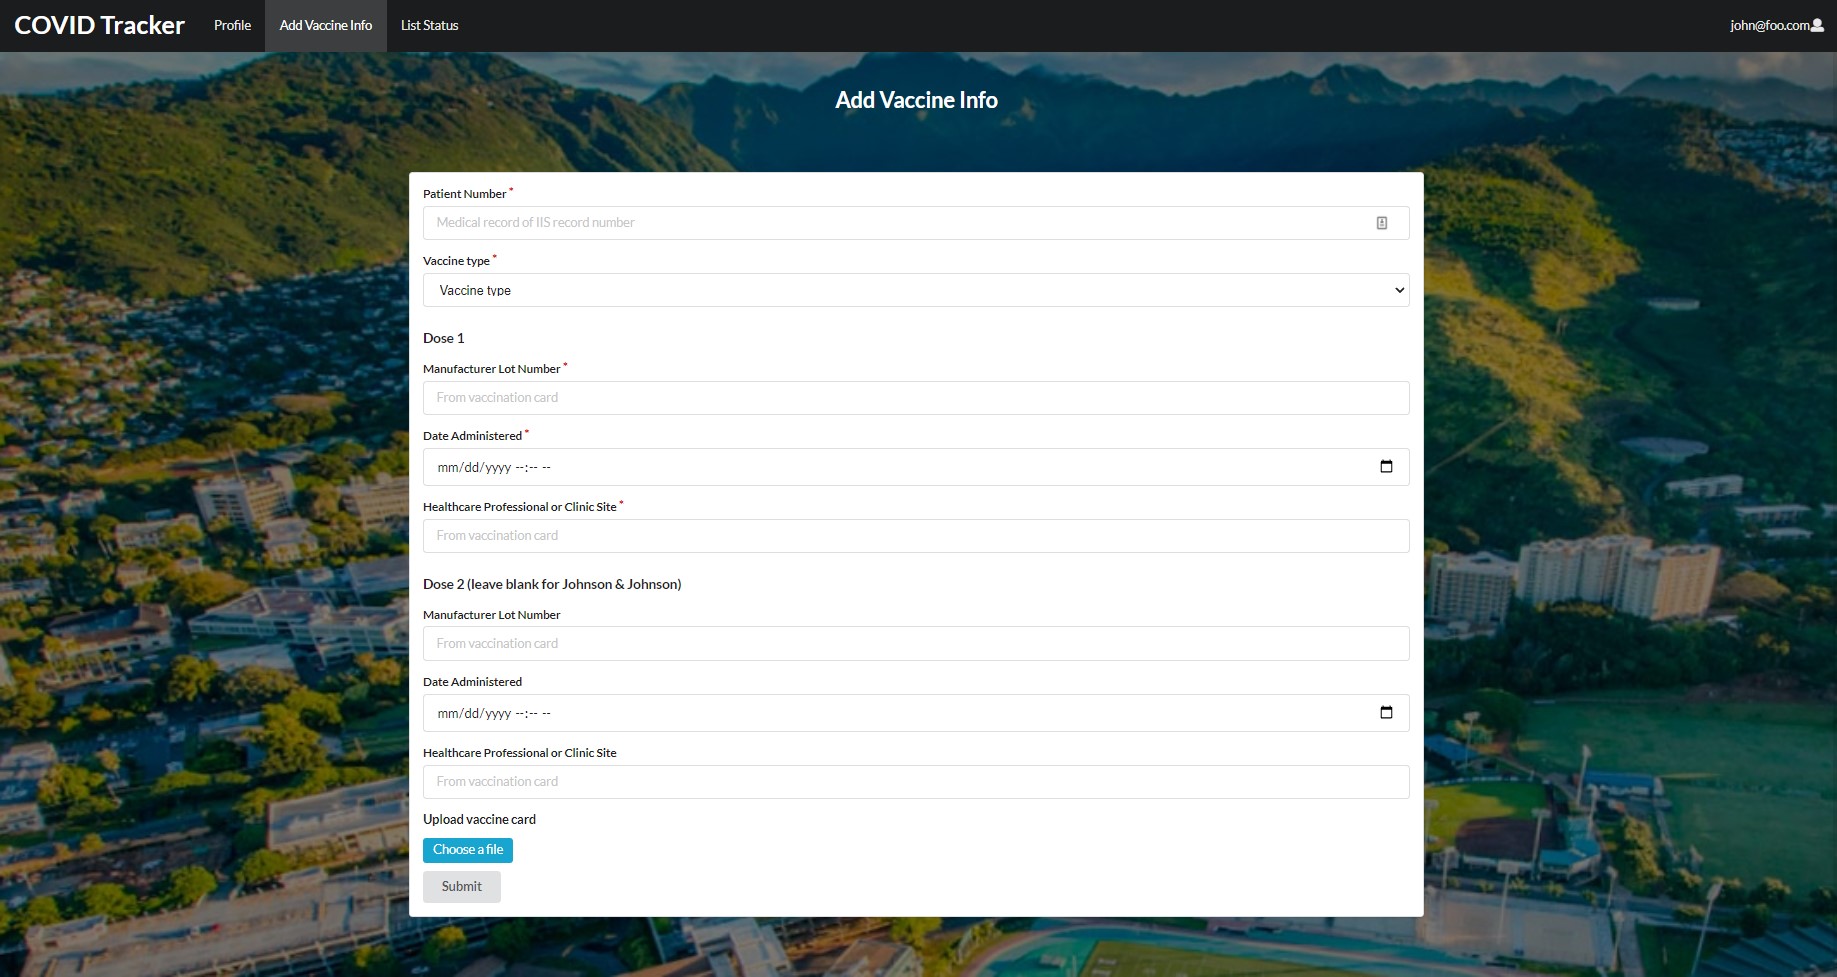 COVID Tracker Profile Add Vaccine Info List Status john@foo.com
Add Vaccine Info
Patient Number *
Medical record of IIS record number
Vaccine type *
Vaccine type
Dose 1
Manufacturer Lot Number *
From vaccination card
Date Administered *
mm/dd/yyyy --:-- --
Healthcare Professional or Clinic Site *
From vaccination card
Dose 2 (leave blank for Johnson & Johnson)
Manufacturer Lot Number
From vaccination card
Date Administered
mm/dd/yyyy --:-- --
Healthcare Professional or Clinic Site
From vaccination card
Upload vaccine card
Choose a file
Submit